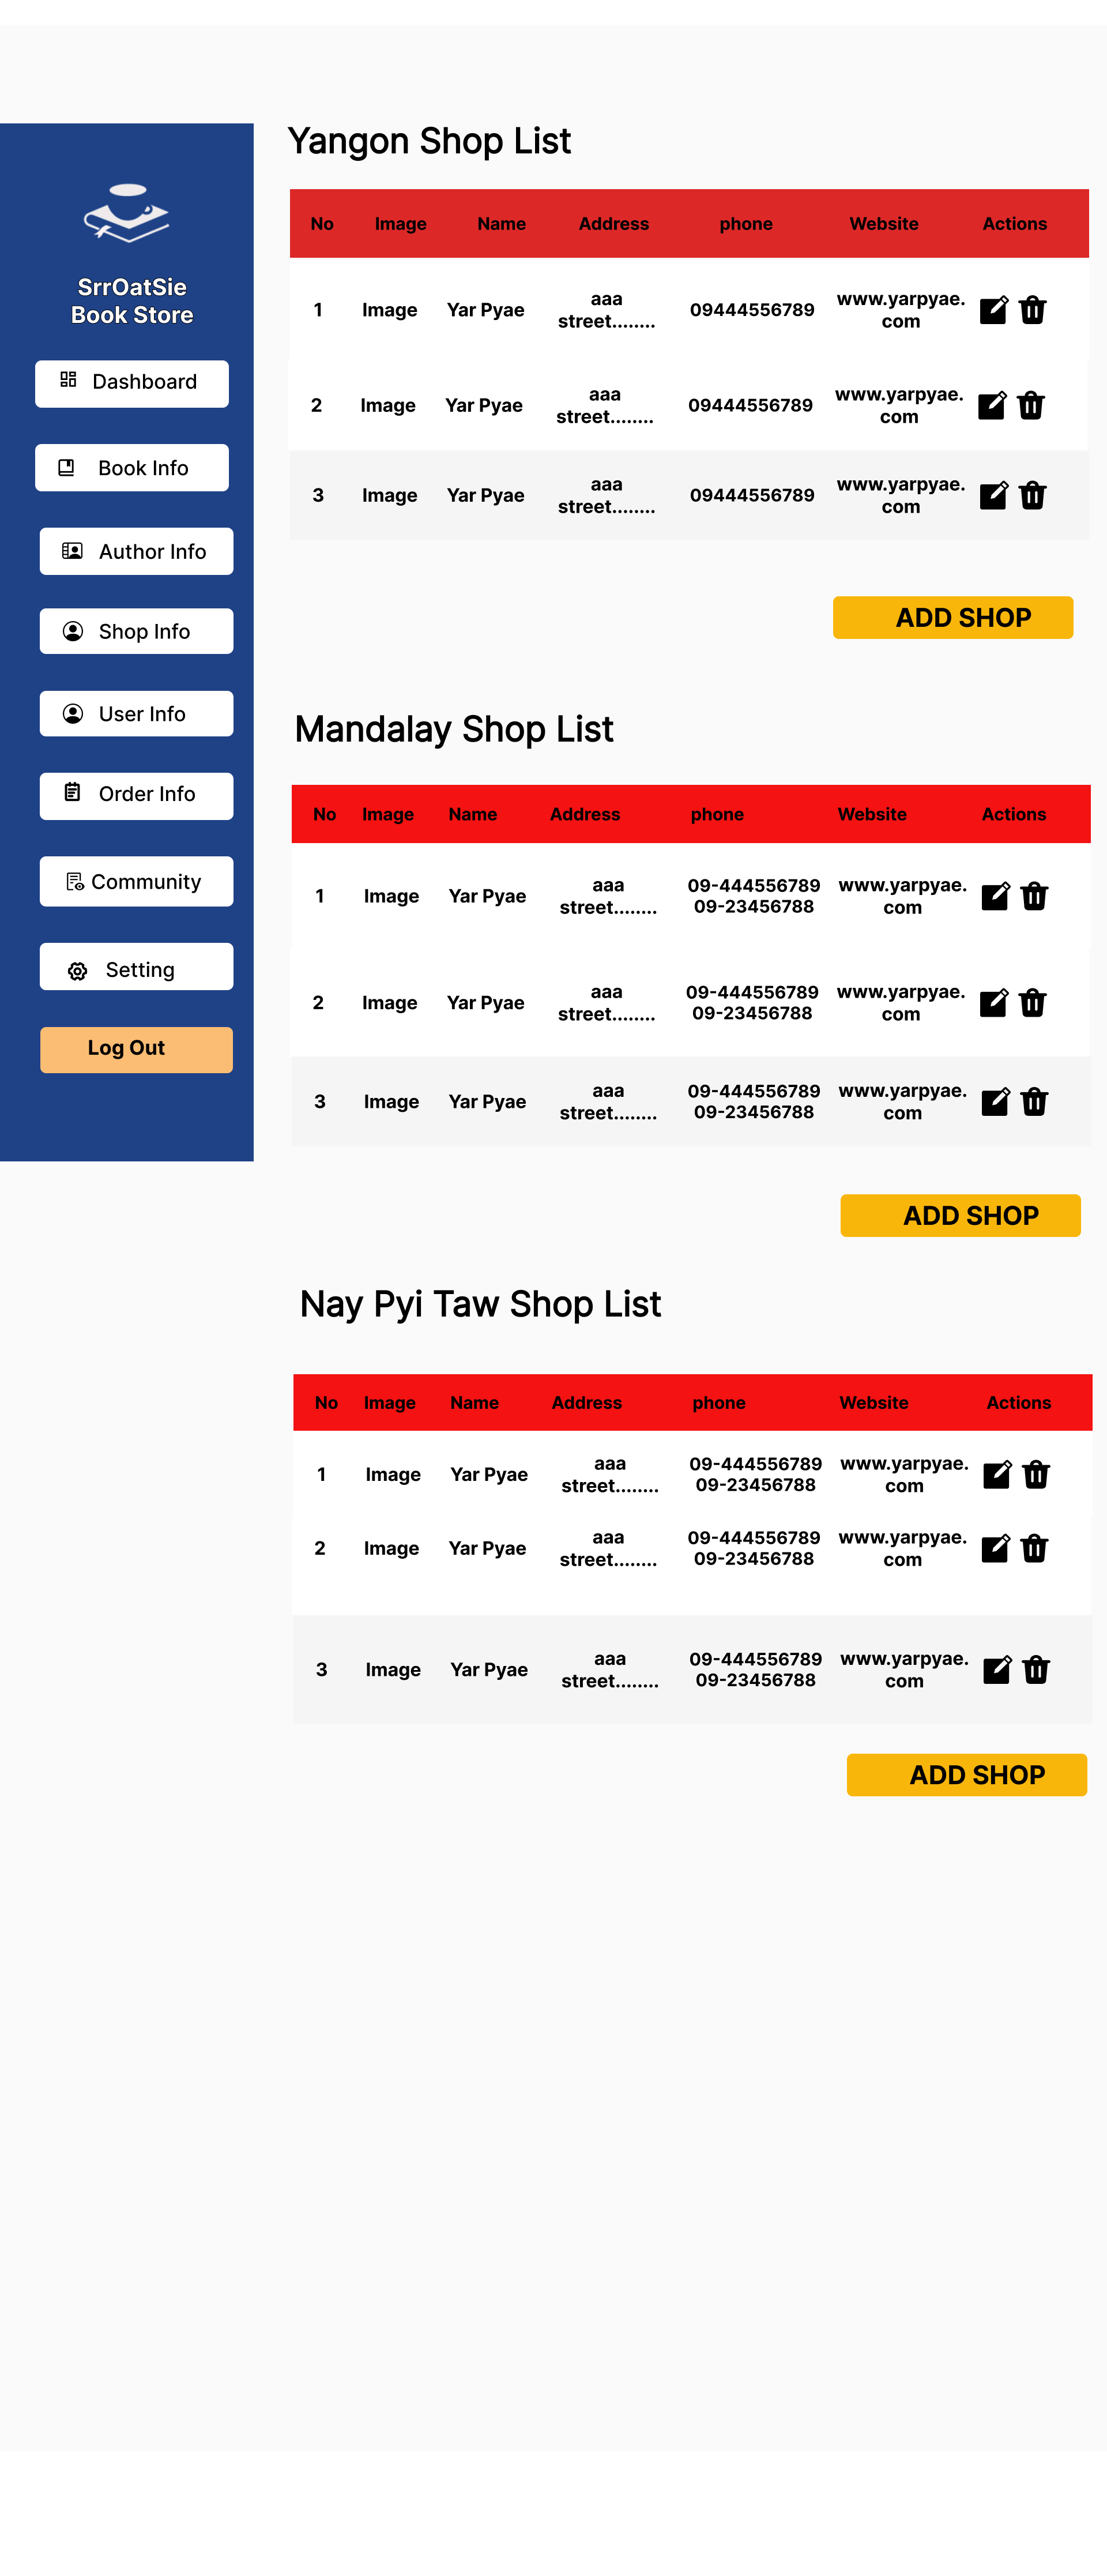 SrrOatSie
Book Store
Dashboard
Book Info
Author Info
Shop Info
User Info
Order Info
Community
Setting
Log Out
Yangon Shop List
No Image Name Address phone Website Actions
1 Image Yar Pyae aaa street........ 09444556789 www.yarpyae.com
2 Image Yar Pyae aaa street........ 09444556789 www.yarpyae.com
3 Image Yar Pyae aaa street........ 09444556789 www.yarpyae.com
ADD SHOP
Mandalay Shop List
No Image Name Address phone Website Actions
1 Image Yar Pyae aaa street........ 09-444556789 09-23456788 www.yarpyae.com
2 Image Yar Pyae aaa street........ 09-444556789 09-23456788 www.yarpyae.com
3 Image Yar Pyae aaa street........ 09-444556789 09-23456788 www.yarpyae.com
ADD SHOP
Nay Pyi Taw Shop List
No Image Name Address phone Website Actions
1 Image Yar Pyae aaa street........ 09-444556789 09-23456788 www.yarpyae.com
2 Image Yar Pyae aaa street........ 09-444556789 09-23456788 www.yarpyae.com
3 Image Yar Pyae aaa street........ 09-444556789 09-23456788 www.yarpyae.com
ADD SHOP